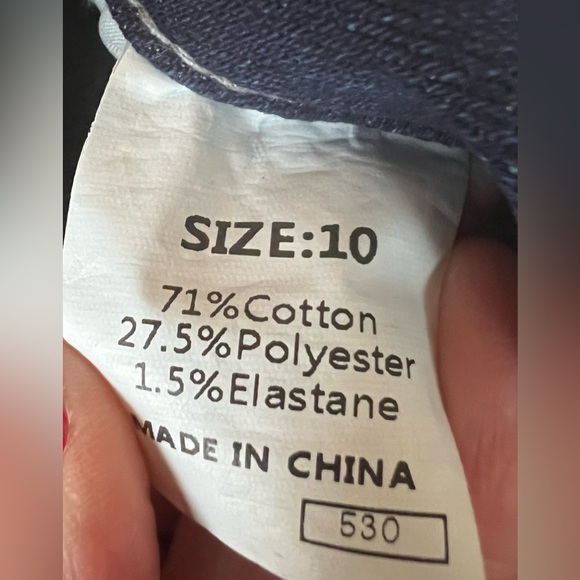 SIZE:10
71%Cotton
27.5%Polyester
1.5%Elastane
MADE IN CHINA
530